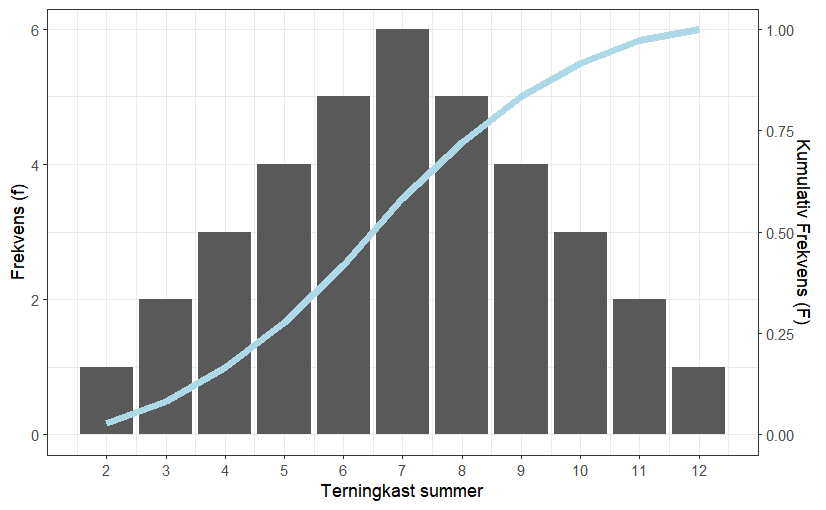 Frekvens (f)
6
4
2
0
1.00
0.75
0.50
0.25
0.00
Kumulativ Frekvens (F)
2 3 4 5 6 7 8 9 10 11 12
Terningkast summer